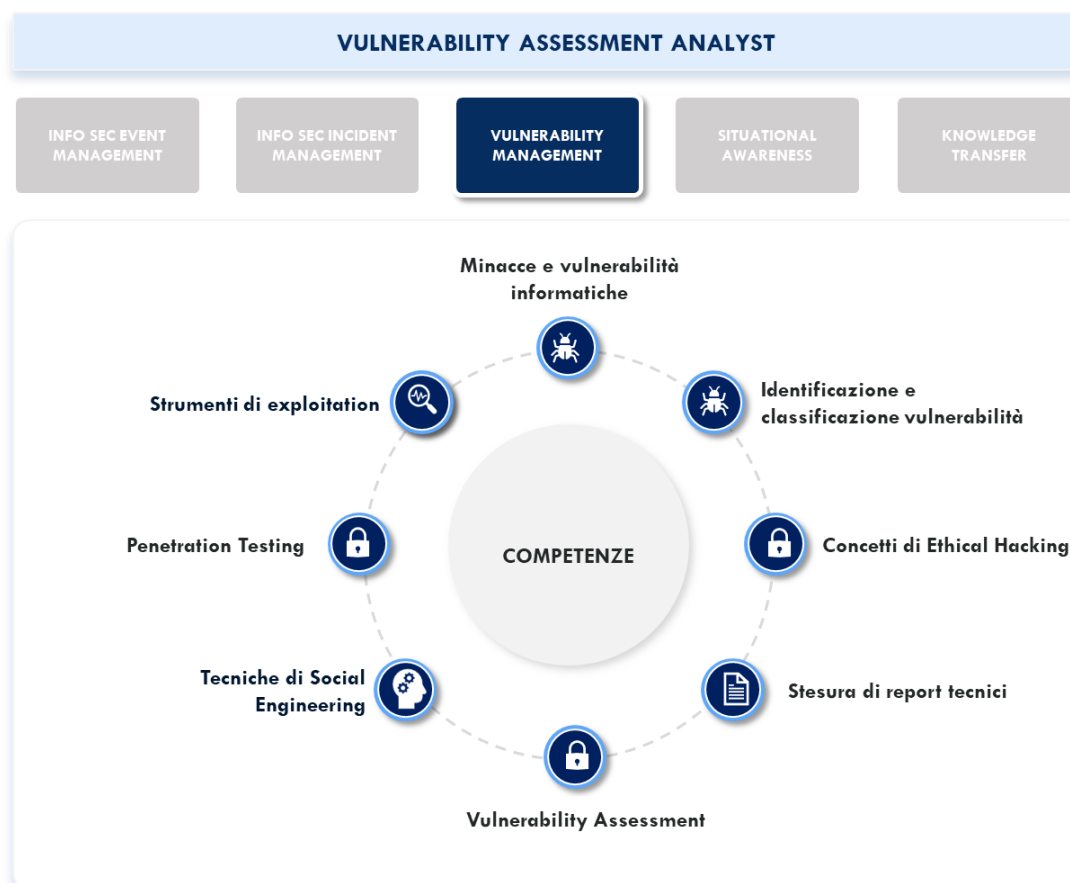 VULNERABILITY ASSESSMENT ANALYST
INFO SEC EVENT
MANAGEMENT
INFO SEC INCIDENT
MANAGEMENT
VULNERABILITY
MANAGEMENT
SITUATIONAL
AWARENESS
KNOWLEDGE
TRANSFER
Minacce e vulnerabilità
informatiche
Strumenti di exploitation
Identificazione e
classificazione vulnerabilità
Penetration Testing
COMPETENZE
Concetti di Ethical Hacking
Tecniche di Social
Engineering
Stesura di report tecnici
Vulnerability Assessment